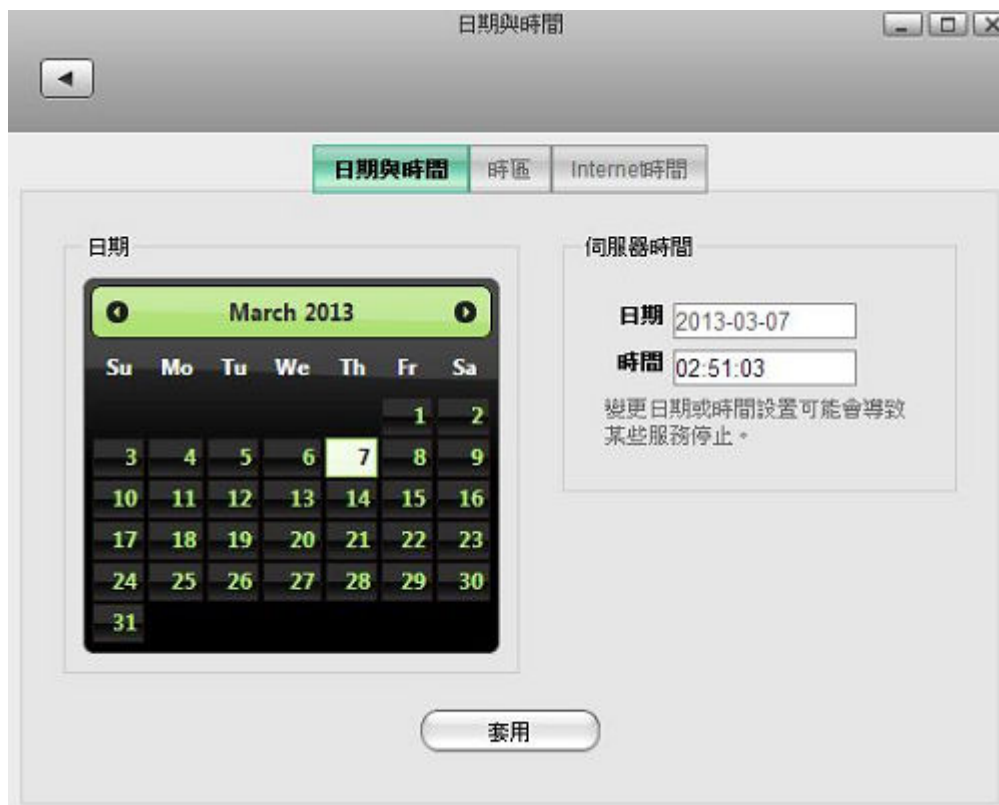 日期與時間
日期與時間 時區 Internet時間
日期
March 2013
Su Mo Tu We Th Fr Sa
1 2
3 4 5 6 7 8 9
10 11 12 13 14 15 16
17 18 19 20 21 22 23
24 25 26 27 28 29 30
31
伺服器時間
日期 2013-03-07
時間 02:51:03
變更日期或時間設置可能會導致
某些服務停止。
套用